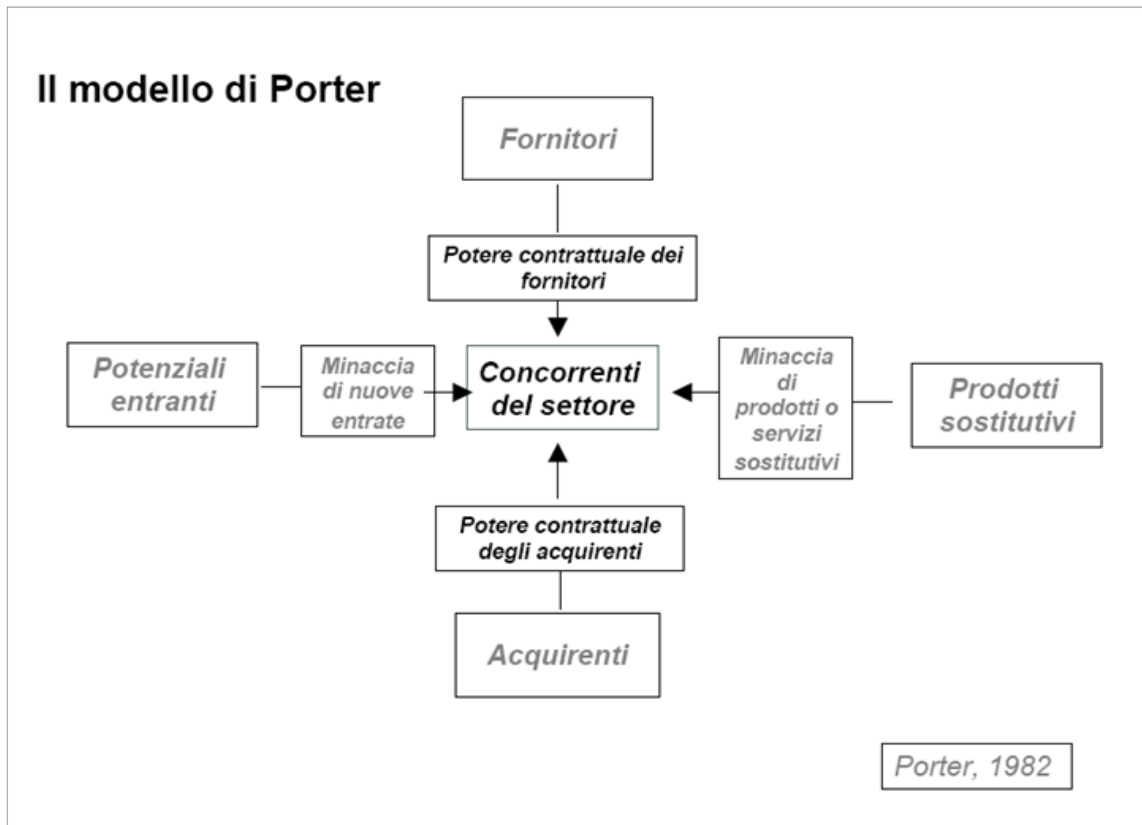 Il modello di Porter
Fornitori
Potere contrattuale dei
fornitori
Potenziali
entranti
Minaccia
di nuove
entrate
Concorrenti
del settore
Minaccia
di
prodotti o
servizi
sostitutivi
Prodotti
sostitutivi
Potere contrattuale
degli acquirenti
Acquirenti
Porter, 1982